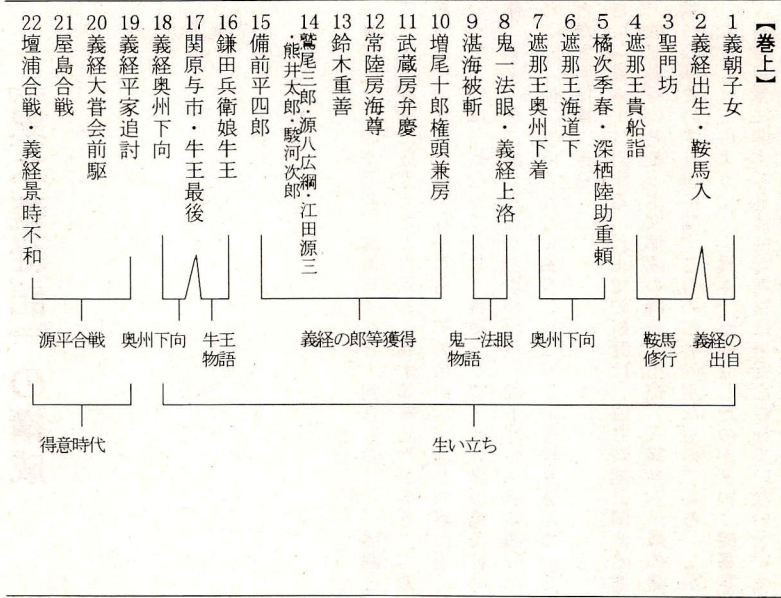 【巻上】
1 義朝子女
2 義経出生・鞍馬入
3 聖門坊
4 遮那王貴船詣
5 橘次季春・深栖陸助重頼
6 遮那王海道下
7 遮那王奥州下着
8 鬼一法眼・義経上洛
9 湛海被斬
10 増尾十郎権頭兼房
11 武蔵房弁慶
12 常陸房海尊
13 鈴木重善
14 鷲尾三郎・源八広綱・江田源三
・熊井太郎・駿河次郎
15 備前平四郎
16 鎌田兵衛娘牛王
17 関原与市・牛王最後
18 義経奥州下向
19 義経平家追討
20 義経大嘗会前駆
21 屋島合戦
22 壇浦合戦・義経景時不和
義経の
出自
鞍馬
修行
奥州下向
鬼一法眼
物語
義経の郎等獲得
牛王
物語
奥州下向
源平合戦
生い立ち
得意時代